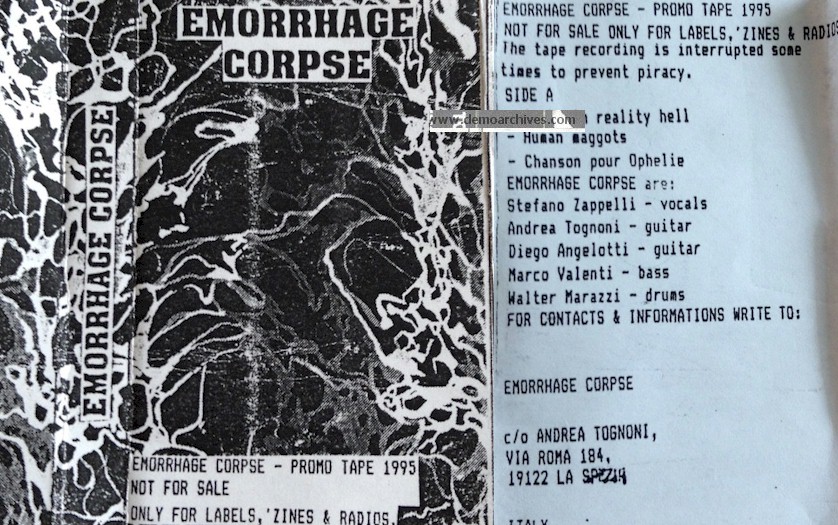 EMORRHAGE
CORPSE
EMORRHAGE CORPSE
EMORRHAGE CORPSE - PROMO TAPE 1995
NOT FOR SALE
ONLY FOR LABELS,'ZINES & RADIOS.
EMORRHAGE CORPSE - PROMO TAPE 1995
NOT FOR SALE ONLY FOR LABELS,'ZINES & RADIOS
The tape recording is interrupted some
times to prevent piracy.
SIDE A
www.demoarchives.com
reality hell
- Human maggots
- Chanson pour Ophelie
EMORRHAGE CORPSE are:
Stefano Zappelli - vocals
Andrea Tognoni - guitar
Diego Angelotti - guitar
Marco Valenti - bass
Walter Marazzi - drums
FOR CONTACTS & INFORMATIONS WRITE TO:
EMORRHAGE CORPSE
c/o ANDREA TOGNONI,
VIA ROMA 184,
19122 LA SPEZIA
ITALY